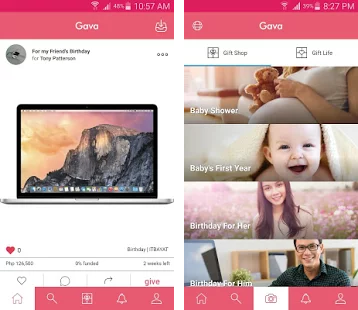 48% 10:57 AM
Gava
For my Friend's Birthday
for Tony Patterson
0
Birthday | ITBAYAT
Php 126,500
0% funded
2 weeks left
give
79% 8:27 PM
Gava
Gift Shop
Gift Life
Baby Shower
Baby's First Year
Birthday For Her
Birthday For Him